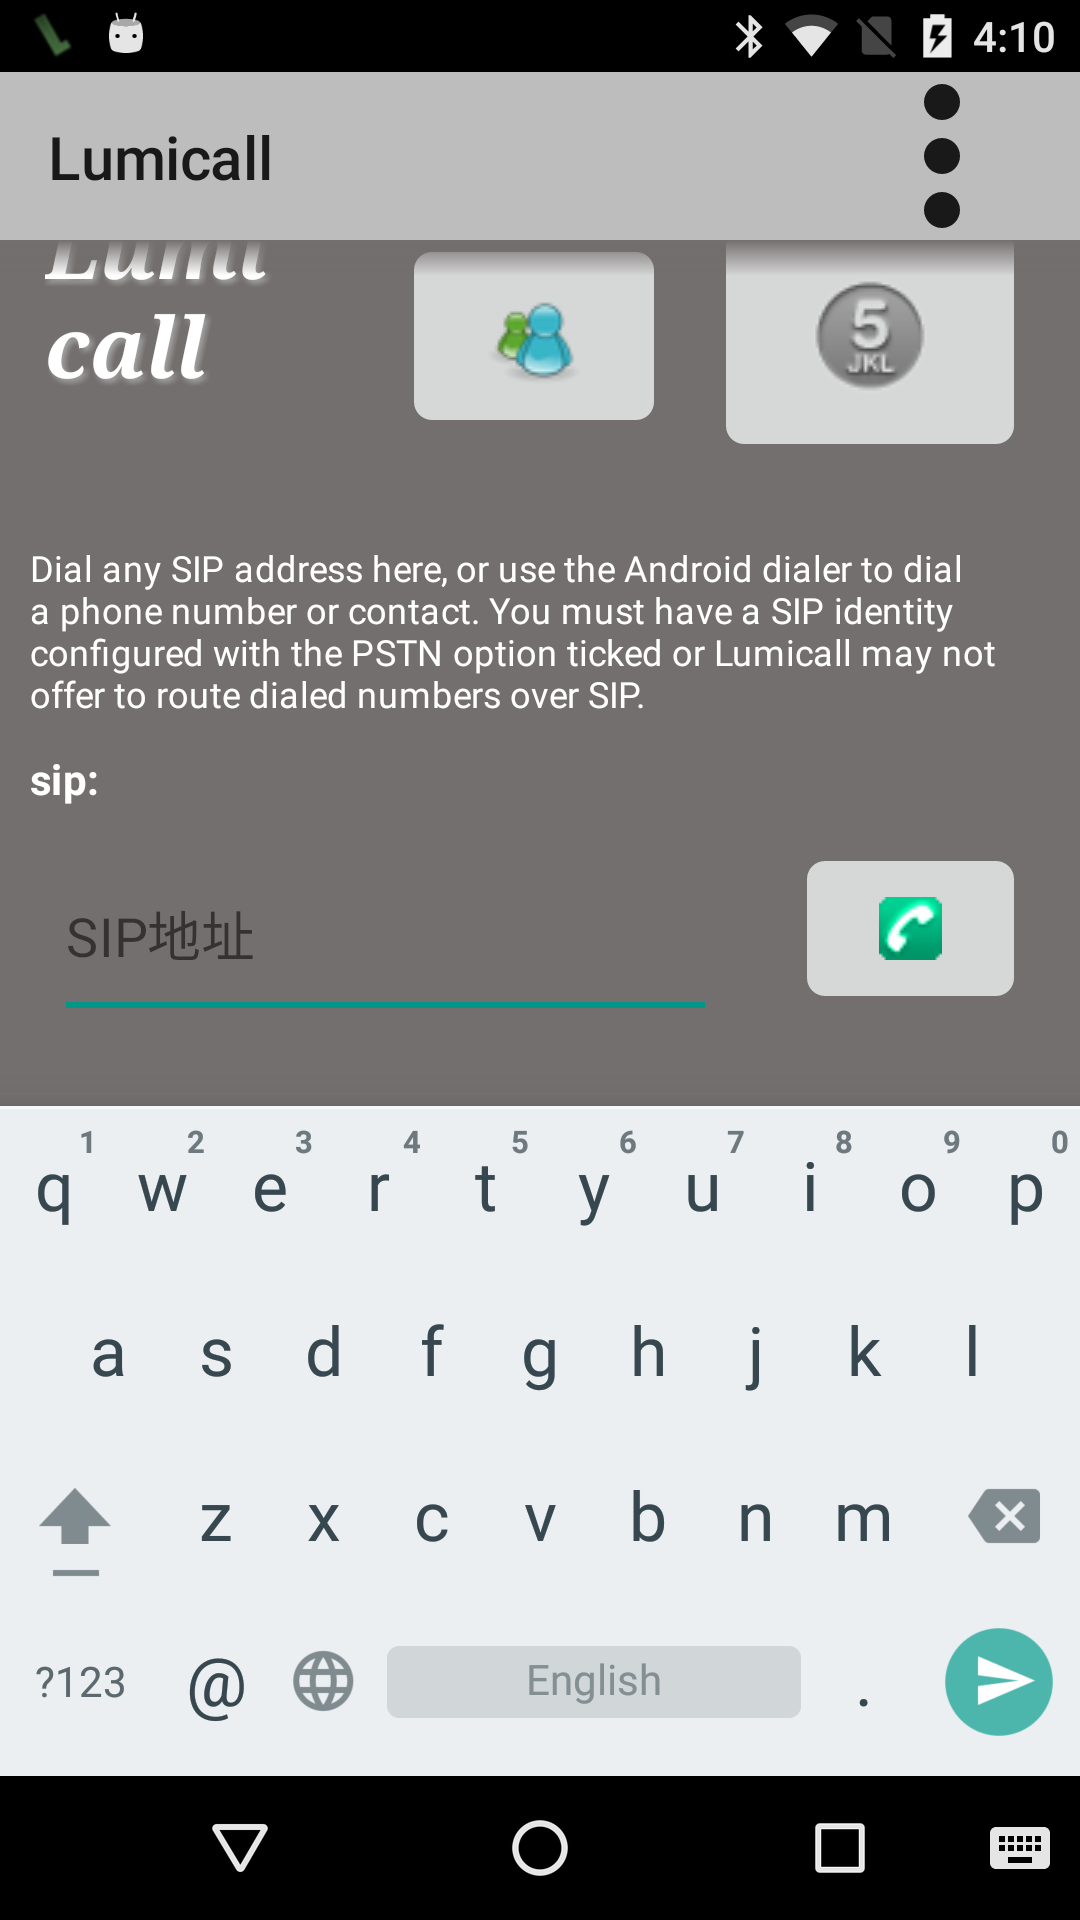 4:10
Lumicall
Lumi
call
5
JKL
Dial any SIP address here, or use the Android dialer to dial
a phone number or contact. You must have a SIP identity
configured with the PSTN option ticked or Lumicall may not
offer to route dialed numbers over SIP.
sip:
SIP地址
1 2 3 4 5 6 7 8 9 0
q w e r t y u i o p
a s d f g h j k l
z x c v b n m
?123 @ English .